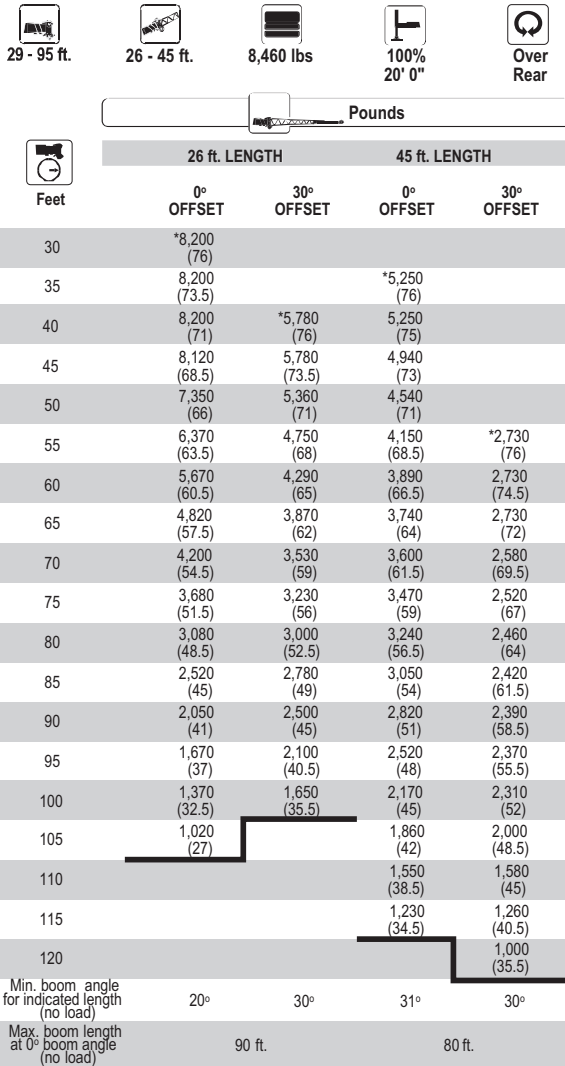 29 - 95 ft. 26 - 45 ft. 8,460 lbs 100% Over
20' 0" Rear
Pounds
26 ft. LENGTH 45 ft. LENGTH
Feet 0º 30º 0º 30º
OFFSET OFFSET OFFSET OFFSET
30 *8,200
(76)
35 8,200 *5,250
(73.5) (76)
40 8,200 *5,780 5,250
(71) (76) (75)
45 8,120 5,780 4,940
(68.5) (73.5) (73)
50 7,350 5,360 4,540
(66) (71) (71)
55 6,370 4,750 4,150 *2,730
(63.5) (68) (68.5) (76)
60 5,670 4,290 3,890 2,730
(60.5) (65) (66.5) (74.5)
65 4,820 3,870 3,740 2,730
(57.5) (62) (64) (72)
70 4,200 3,530 3,600 2,580
(54.5) (59) (61.5) (69.5)
75 3,680 3,230 3,470 2,520
(51.5) (56) (59) (67)
80 3,080 3,000 3,240 2,460
(48.5) (52.5) (56.5) (64)
85 2,520 2,780 3,050 2,420
(45) (49) (54) (61.5)
90 2,050 2,500 2,820 2,390
(41) (45) (51) (58.5)
95 1,670 2,100 2,520 2,370
(37) (40.5) (48) (55.5)
100 1,370 1,650 2,170 2,310
(32.5) (35.5) (45) (52)
105 1,020 1,860 2,000
(27) (42) (48.5)
110 1,550 1,580
(38.5) (45)
115 1,230 1,260
(34.5) (40.5)
120 1,000
(35.5)
Min. boom angle
for indicated length 20º 30º 31º 30º
(no load)
Max. boom length
at 0º boom angle 90 ft. 80 ft.
(no load)